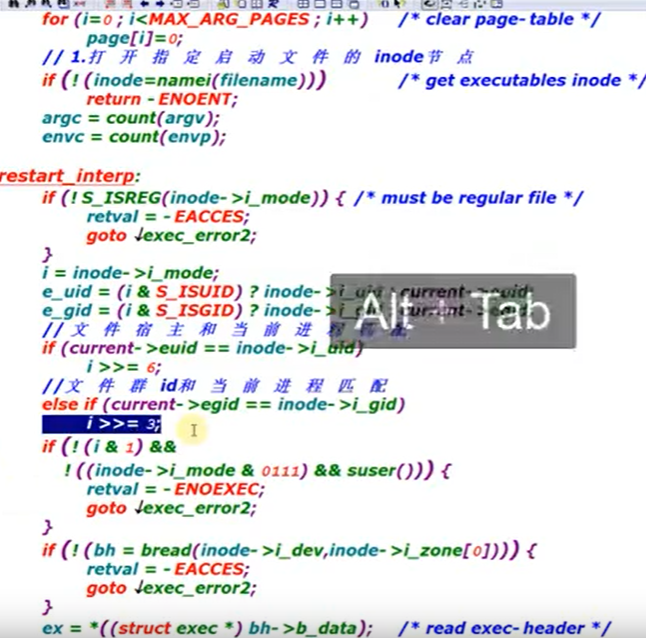 for (i=0 ; i<MAX_ARG_PAGES ; i++) /* clear page-table */
page[i]=0;
// 1.打 开 指 定 启 动 文 件 的 inode节 点
if (!(inode=namei(filename))) /* get executables inode */
return -ENOENT;
argc = count(argv);
envc = count(envp);
restart_interp:
if (!S_ISREG(inode->i_mode)) { /* must be regular file */
retval = -EACCES;
goto ↓exec_error2;
}
i = inode->i_mode;
e_uid = (i & S_ISUID) ? inode->i_uid : current->euid;
e_gid = (i & S_ISGID) ? inode->i_gid : current->egid;
Alt + Tab
// 文 件 宿 主 和 当 前 进 程 匹 配
if (current->euid == inode->i_uid)
i >>= 6;
//文 件 群 id和 当 前 进 程 匹 配
else if (current->egid == inode->i_gid)
i >>= 3;
if (!(i & 1) &&
!((inode->i_mode & 0111) && suser())) {
retval = -ENOEXEC;
goto ↓exec_error2;
}
if (!(bh = bread(inode->i_dev,inode->i_zone[0]))) {
retval = -EACCES;
goto ↓exec_error2;
}
ex = *((struct exec *) bh->b_data); /* read exec-header */